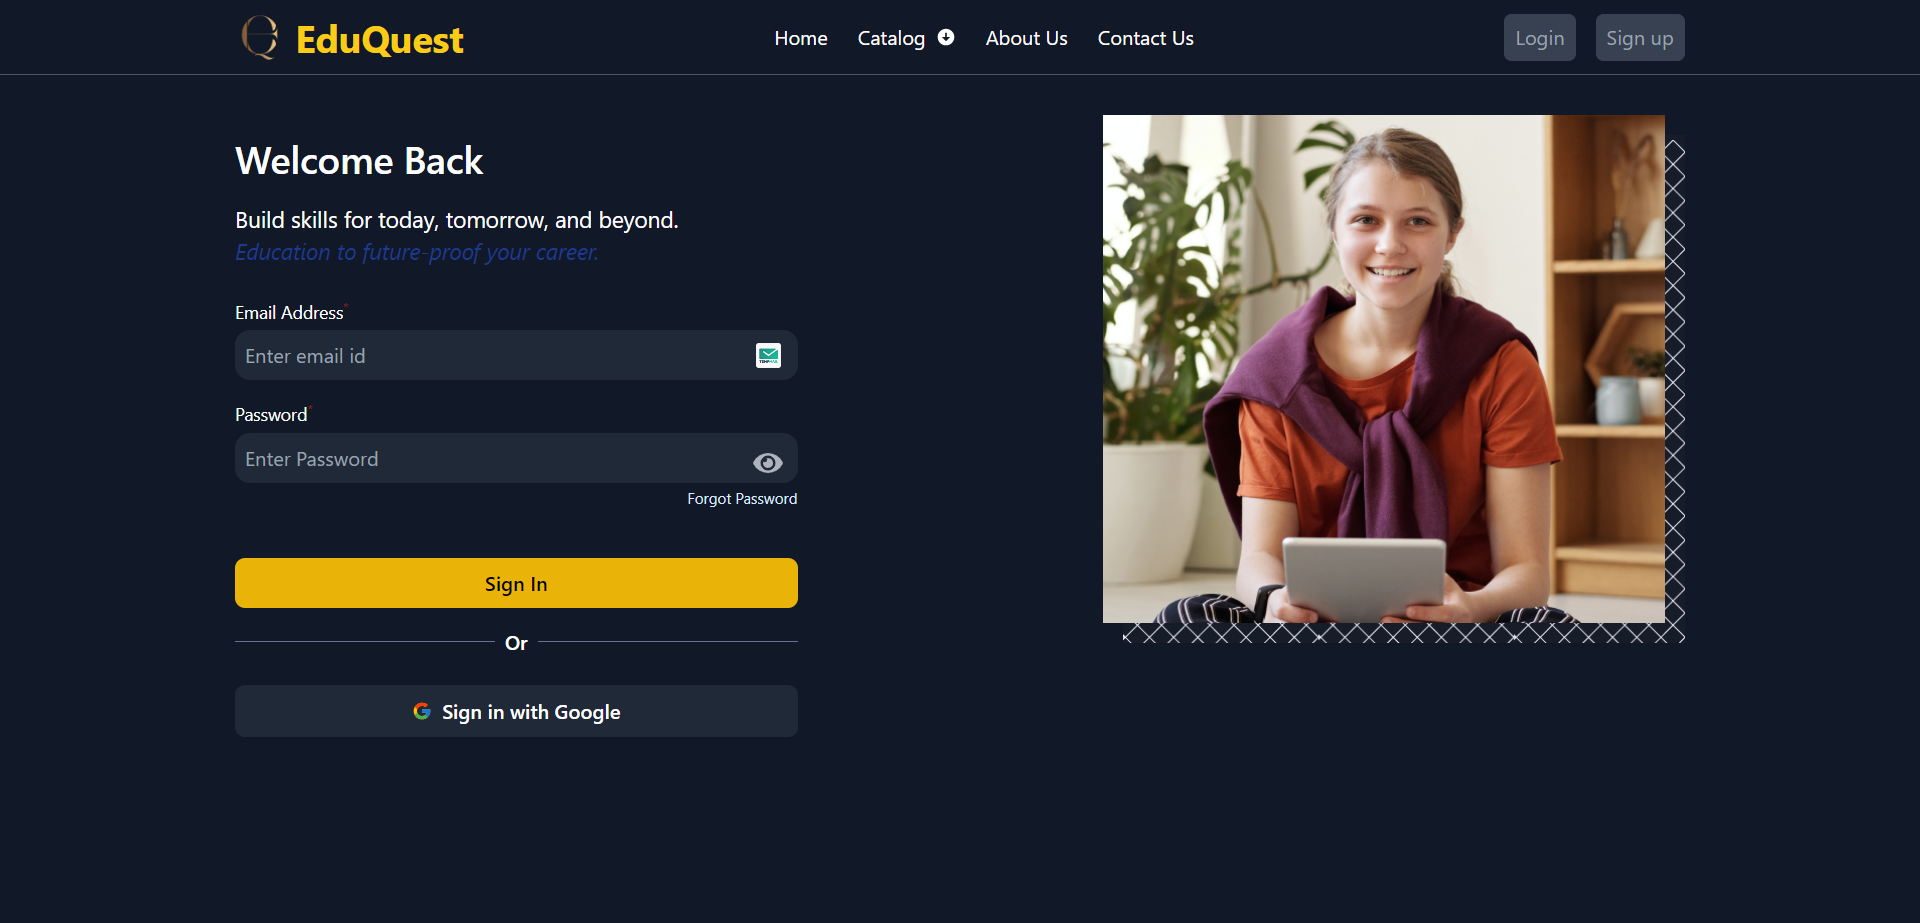 EduQuest
Home Catalog About Us Contact Us
Login Sign up
Welcome Back
Build skills for today, tomorrow, and beyond.
Education to future-proof your career.
Email Address*
Enter email id
Password*
Enter Password
Forgot Password
Sign In
Or
Sign in with Google